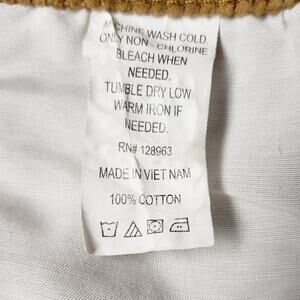 MACHINE WASH COLD
ONLY NON - CHLORINE
BLEACH WHEN
NEEDED.
TUMBLE DRY LOW.
WARM IRON IF
NEEDED.
RN# 128963
MADE IN VIET NAM
100% COTTON